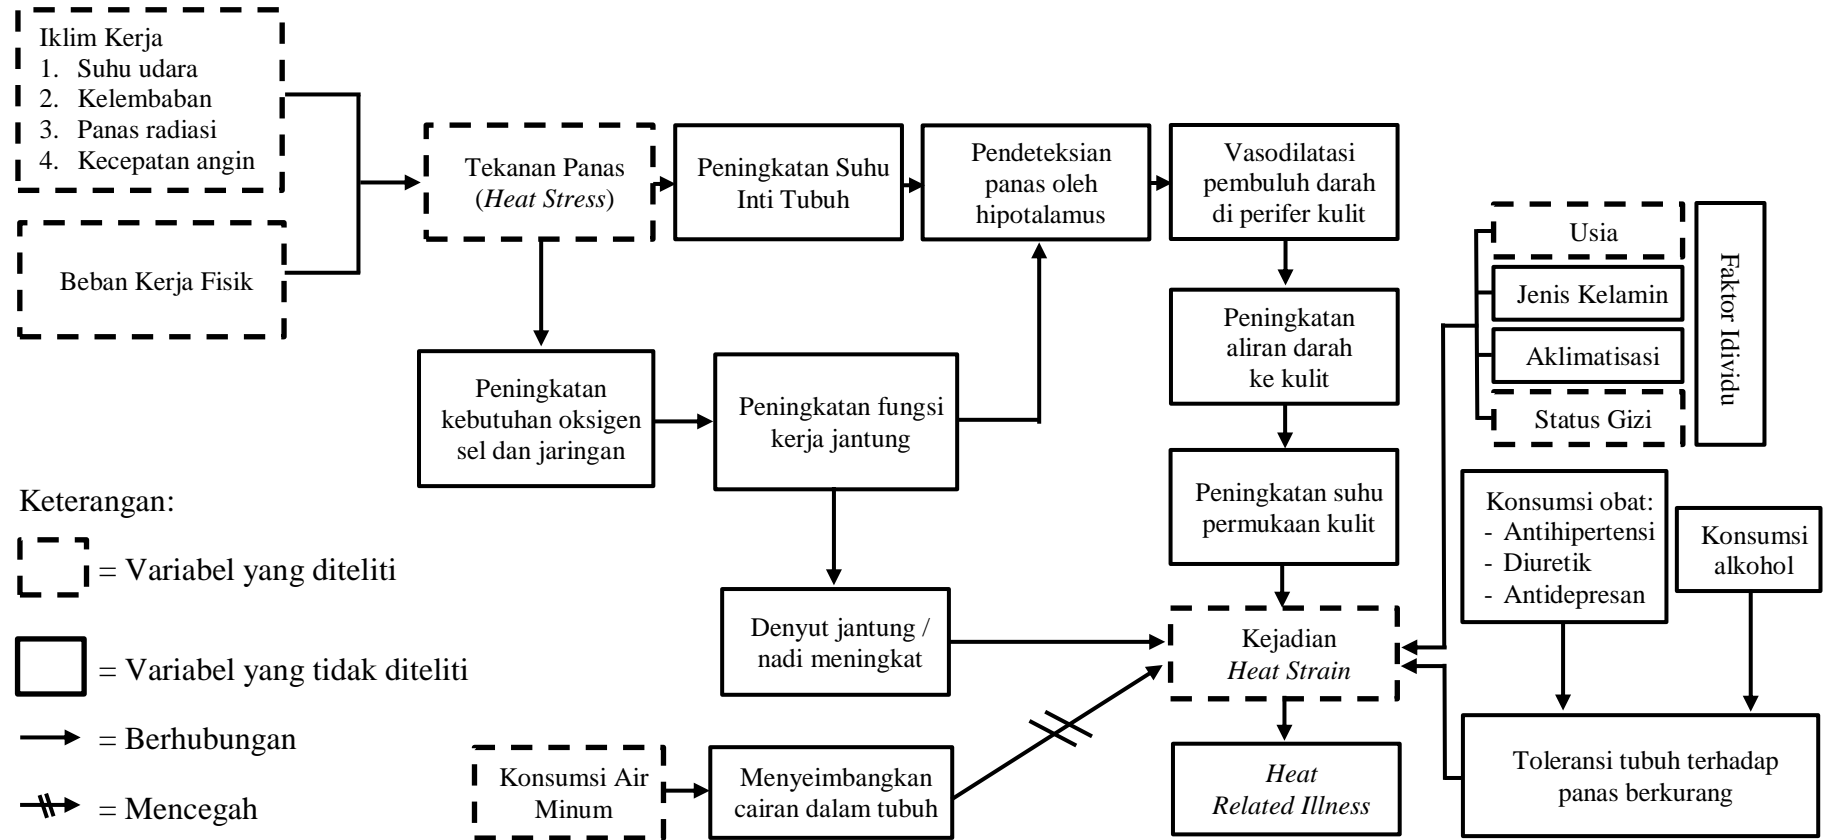 Iklim Kerja
1. Suhu udara
2. Kelembaban
3. Panas radiasi
4. Kecepatan angin
Beban Kerja Fisik
Tekanan Panas
(Heat Stress)
Peningkatan Suhu
Inti Tubuh
Pendeteksian
panas oleh
hipotalamus
Vasodilatasi
pembuluh darah
di perifer kulit
Peningkatan
kebutuhan oksigen
sel dan jaringan
Peningkatan fungsi
kerja jantung
Peningkatan
aliran darah
ke kulit
Peningkatan suhu
permukaan kulit
Usia
Jenis Kelamin
Aklimatisasi
Status Gizi
Faktor Idividu
Konsumsi obat:
- Antihipertensi
- Diuretik
- Antidepresan
Konsumsi
alkohol
Denyut jantung /
nadi meningkat
Kejadian
Heat Strain
Konsumsi Air
Minum
Menyeimbangkan
cairan dalam tubuh
Heat
Related Illness
Toleransi tubuh terhadap
panas berkurang
Keterangan:
= Variabel yang diteliti
= Variabel yang tidak diteliti
= Berhubungan
= Mencegah